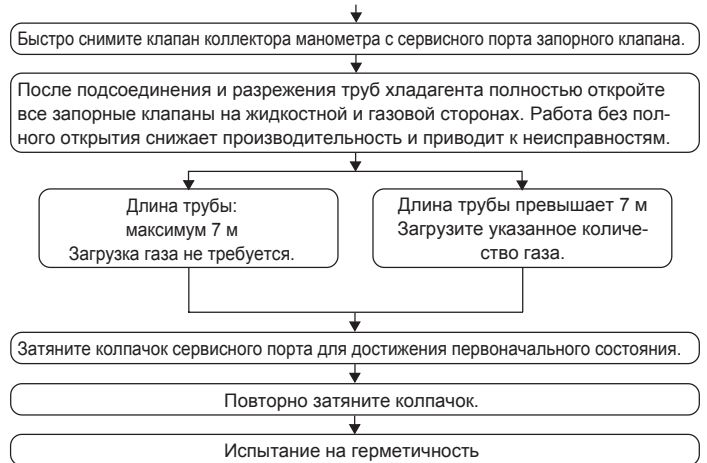 Быстро снимите клапан коллектора манометра с сервисного порта запорного клапана.
После подсоединения и разрежения труб хладагента полностью откройте
все запорные клапаны на жидкостной и газовой сторонах. Работа без пол-
ного открытия снижает производительность и приводит к неисправностям.
Длина трубы:
максимум 7 м
Загрузка газа не требуется.
Длина трубы превышает 7 м
Загрузите указанное количе-
ство газа.
Затяните колпачок сервисного порта для достижения первоначального состояния.
Повторно затяните колпачок.
Испытание на герметичность